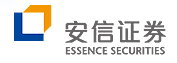 安信证券
ESSENCE SECURITIES